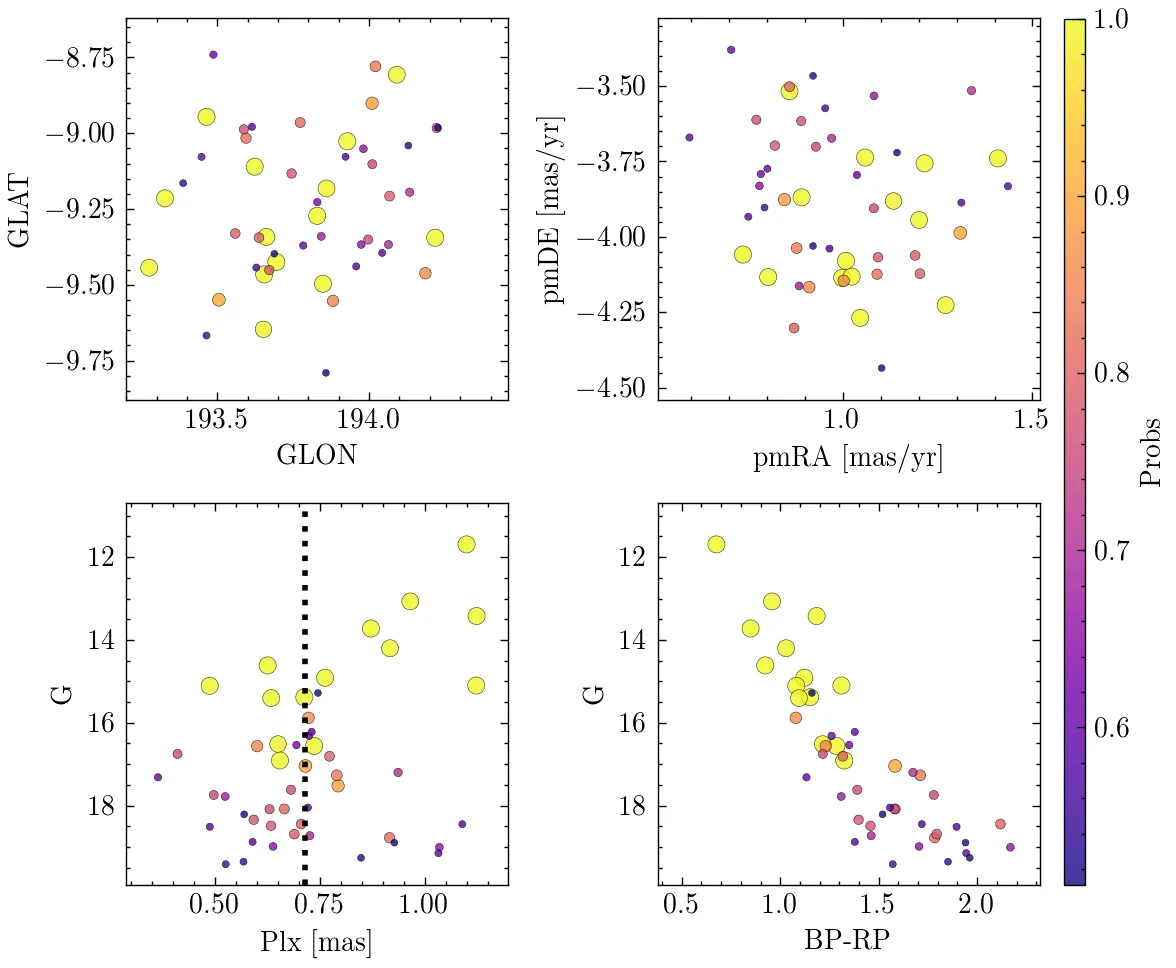 −8.75
−9.00
−9.25
−9.50
−9.75
GLAT
193.5 194.0
GLON
−3.50
−3.75
−4.00
−4.25
−4.50
pmDE [mas/yr]
1.0 1.5
pmRA [mas/yr]
12
14
16
18
G
0.50 0.75 1.00
Plx [mas]
12
14
16
18
G
0.5 1.0 1.5 2.0
BP-RP
1.0
0.9
0.8
0.7
0.6
Probs